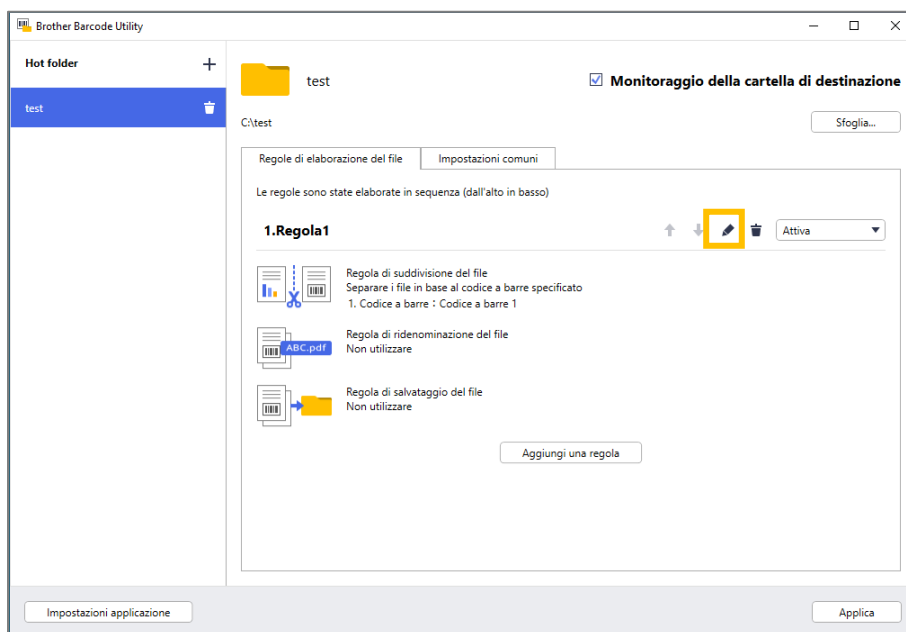 Brother Barcode Utility
Hot folder
test
test
Monitoraggio della cartella di destinazione
C:\test
Sfoglia...
Regole di elaborazione del file
Impostazioni comuni
Le regole sono state elaborate in sequenza (dall'alto in basso)
1.Regola1
Attiva
Regola di suddivisione del file
Separare i file in base al codice a barre specificato
1. Codice a barre : Codice a barre 1
Regola di ridenominazione del file
ABC.pdf
Non utilizzare
Regola di salvataggio del file
Non utilizzare
Aggiungi una regola
Impostazioni applicazione
Applica